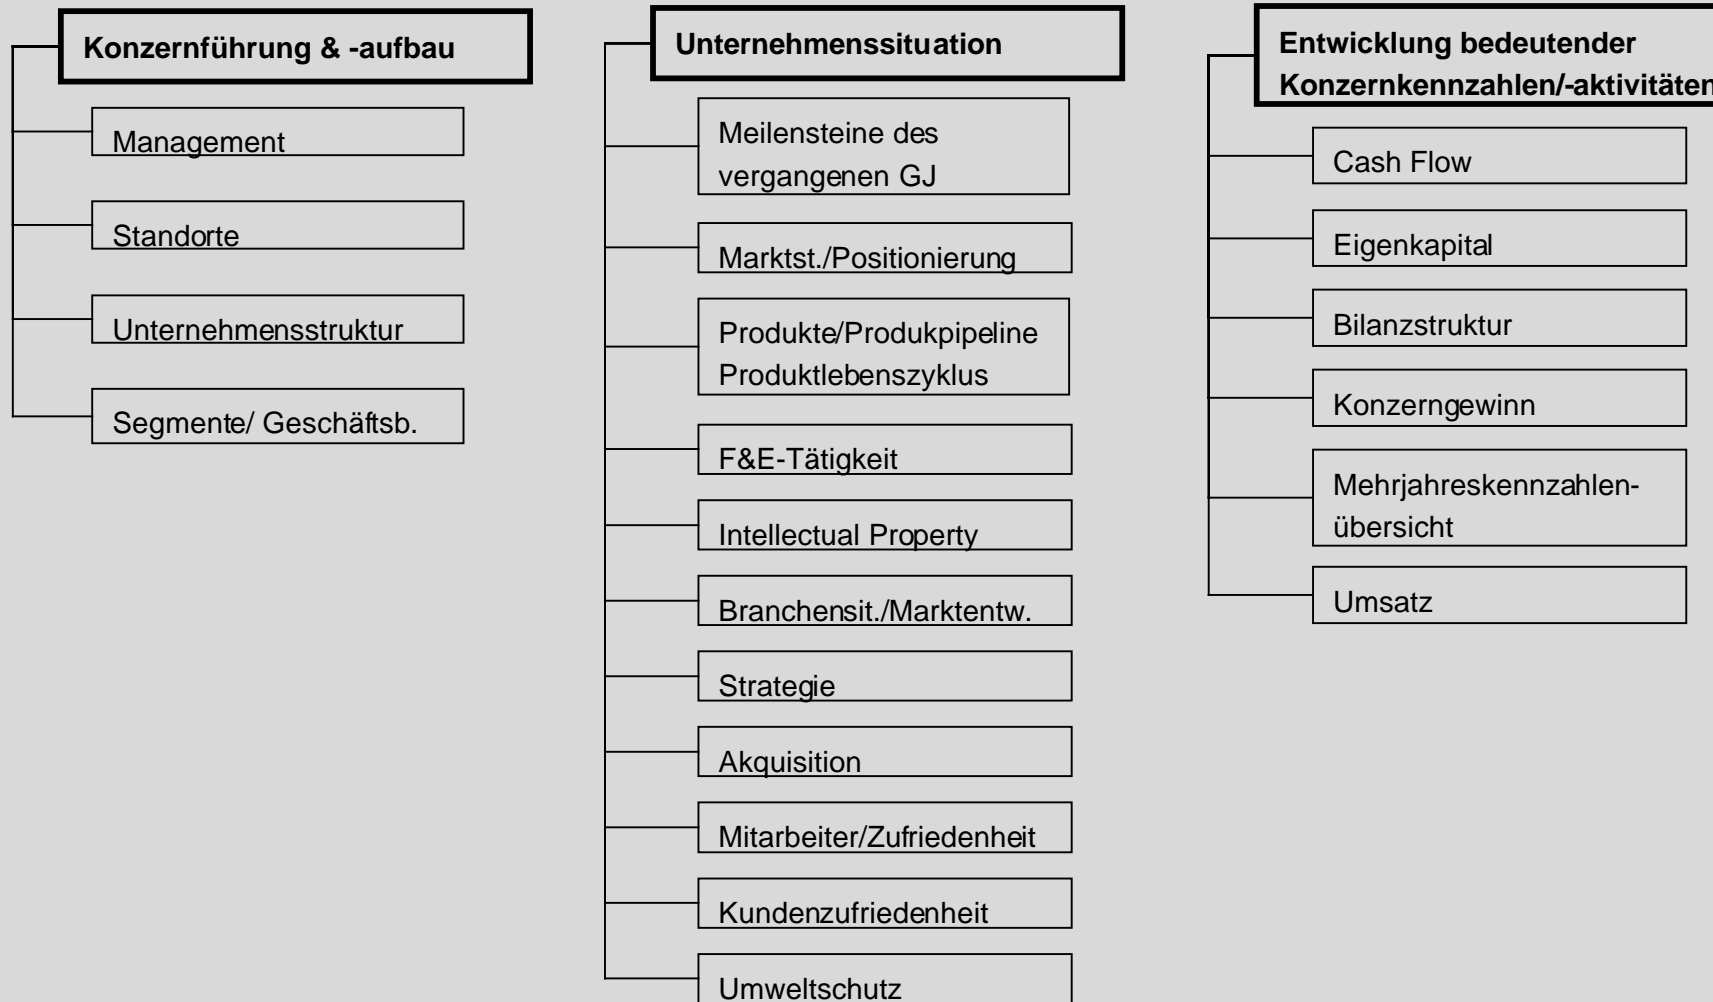 Konzernführung & -aufbau
Management
Standorte
Unternehmensstruktur
Segmente/ Geschäftsb.
Unternehmenssituation
Meilensteine des
vergangenen GJ
Marktst./Positionierung
Produkte/Produkpipeline
Produktlebenszyklus
F&E-Tätigkeit
Intellectual Property
Branchensit./Marktentw.
Strategie
Akquisition
Mitarbeiter/Zufriedenheit
Kundenzufriedenheit
Umweltschutz
Entwicklung bedeutender
Konzernkennzahlen/-aktivitäten
Cash Flow
Eigenkapital
Bilanzstruktur
Konzerngewinn
Mehrjahreskennzahlen-
übersicht
Umsatz